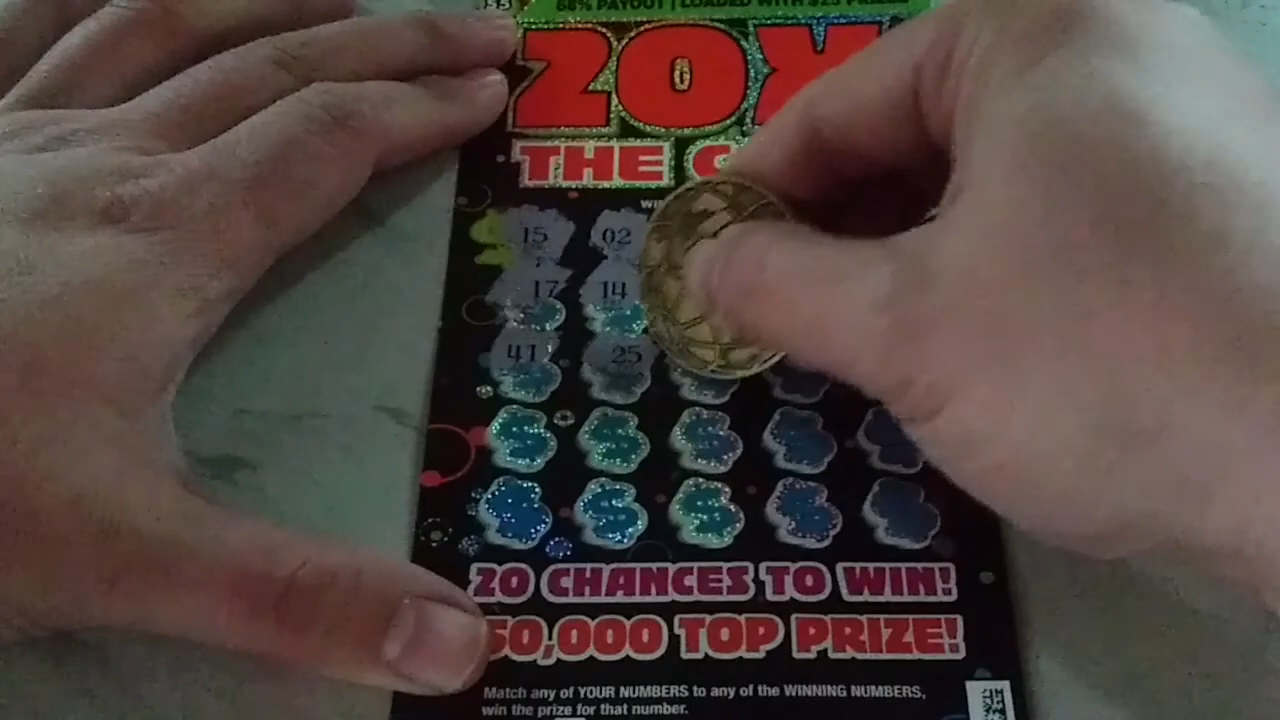 68% PAYOUT | LOADED WITH $25
20X
THE
15 02
17 14
41 25
$ $ $ $
$ $ $ $ $
20 CHANCES TO WIN!
50,000 TOP PRIZE!
Match any of YOUR NUMBERS to any of the WINNING NUMBERS,
win the prize for that number.